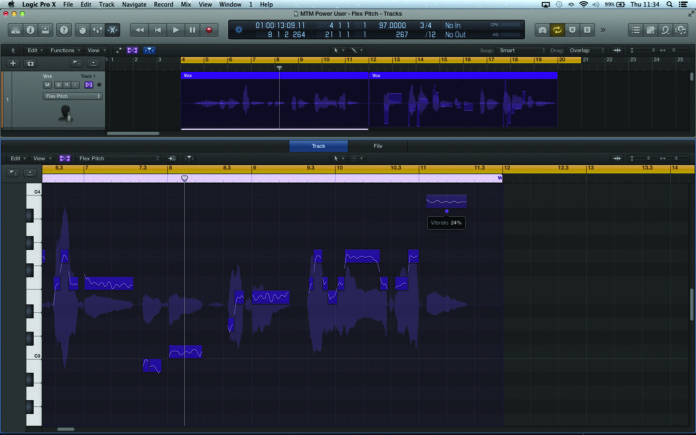 Logic Pro X File Edit Track Navigate Record Mix View Window 1 Help 99% Thu 11:34
MTM Power User - Flex Pitch - Tracks
01:00:13:09.11 4 1 1 1 97.0000 3/4 No In CPU
8 1 2 264 21 1 1 1 267 /12 No Out HD
Edit Functions View Snap: Smart Drag: Overlap
1 2 3 4 5 6 7 8 9 10 11 12 13 14 15 16 17 18 19 20 21 22 23 24 25
1 Vox Track 1 Vox Vox
M S R I
Flex Pitch
Track File
Edit View Flex Pitch
6.3 7 7.3 8 8.3 9 9.3 10 10.3 11 11.3 12 12.3 13 13.3 14
C4
Vibrato: 24%
C3